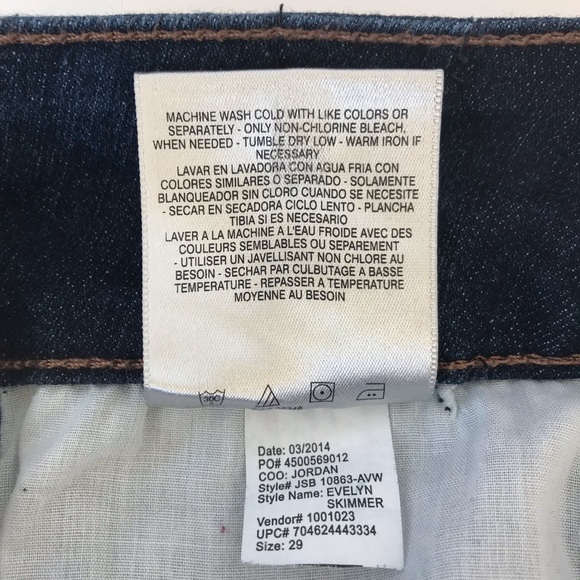 MACHINE WASH COLD WITH LIKE COLORS OR
SEPARATELY - ONLY NON-CHLORINE BLEACH,
WHEN NEEDED - TUMBLE DRY LOW - WARM IRON IF
NECESSARY
LAVAR EN LAVADORA CON AGUA FRIA CON
COLORES SIMILARES O SEPARADO - SOLAMENTE
BLANQUEADOR SIN CLORO CUANDO SE NECESITE
- SECAR EN SECADORA CICLO LENTO - PLANCHA
TIBIA SI ES NECESARIO
LAVER A LA MACHINE A L'EAU FROIDE AVEC DES
COULEURS SEMBLABLES OU SEPAREMENT
- UTILISER UN JAVELLISANT NON CHLORE AU
BESOIN - SECHAR PAR CULBUTAGE A BASSE
TEMPERATURE - REPASSER A TEMPERATURE
MOYENNE AU BESOIN
30C
Date: 03/2014
PO# 4500569012
COO: JORDAN
Style# JSB 10863-AVW
Style Name: EVELYN
SKIMMER
Vendor# 1001023
UPC# 704624443334
Size: 29